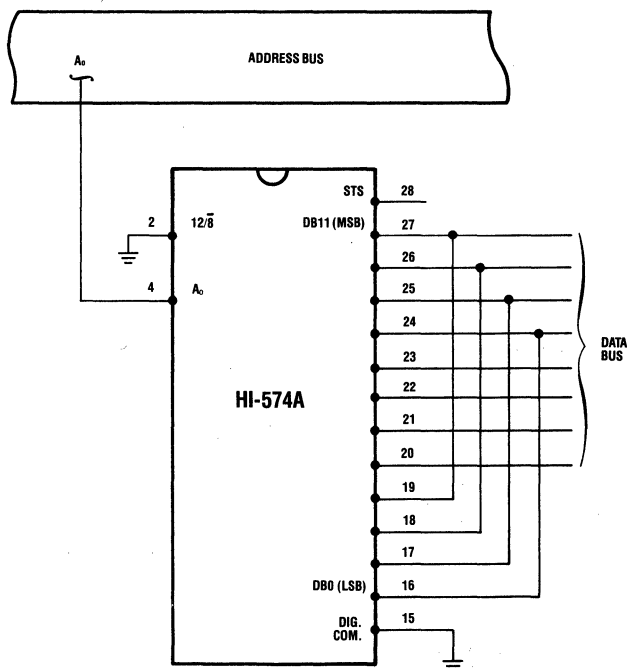 A₀
ADDRESS BUS
STS 28
2 12/8̅
DB11 (MSB) 27
26
4 A₀
25
24
23
DATA
BUS
HI-574A
22
21
20
19
18
17
DB0 (LSB) 16
DIG.
COM.
15